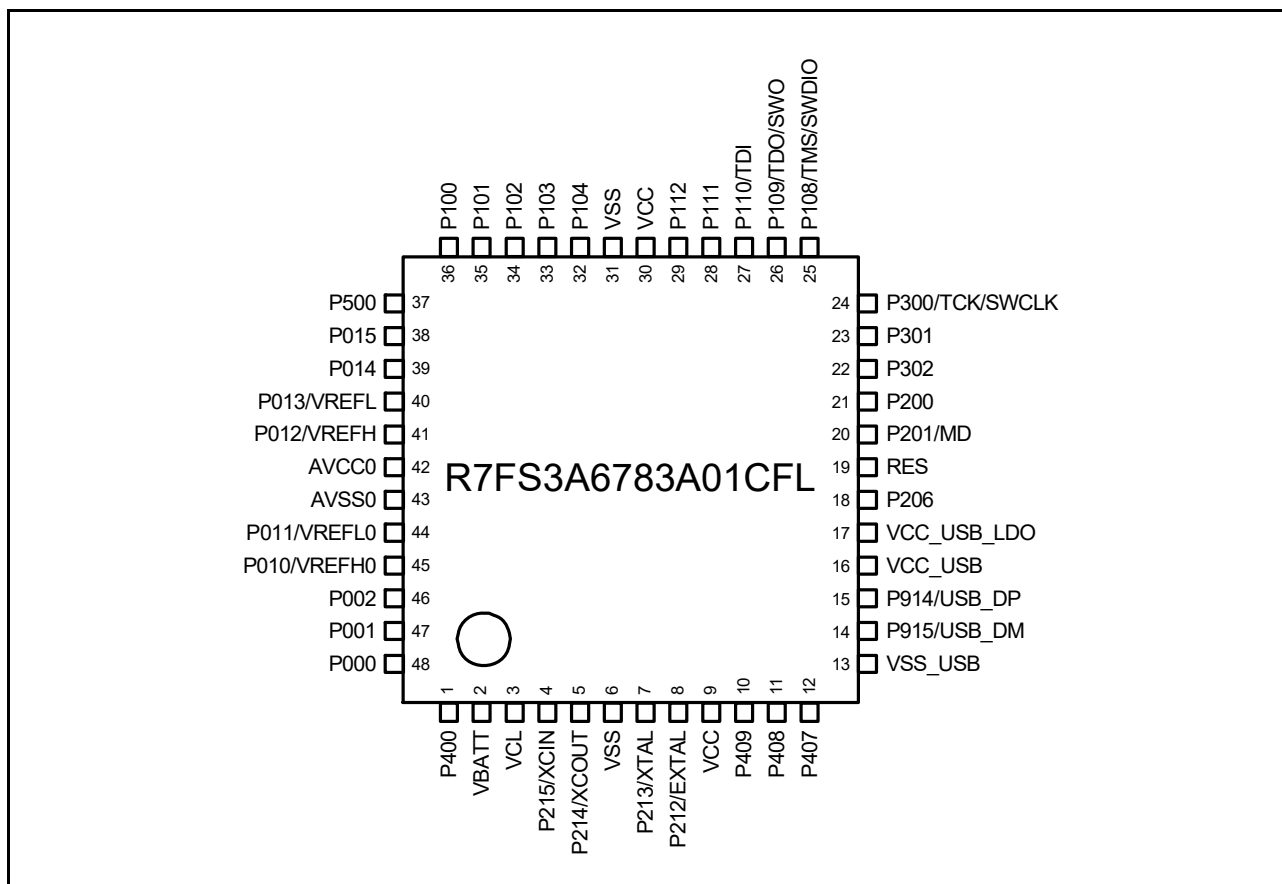 P100
P101
P102
P103
P104
VSS
VCC
P112
P111
P110/TDI
P109/TDO/SWO
P108/TMS/SWDIO
36
35
34
33
32
31
30
29
28
27
26
25
P500 37
P015 38
P014 39
P013/VREFL 40
P012/VREFH 41
AVCC0 42
AVSS0 43
P011/VREFL0 44
P010/VREFH0 45
P002 46
P001 47
P000 48
R7FS3A6783A01CFL
24 P300/TCK/SWCLK
23 P301
22 P302
21 P200
20 P201/MD
19 RES
18 P206
17 VCC_USB_LDO
16 VCC_USB
15 P914/USB_DP
14 P915/USB_DM
13 VSS_USB
1
2
3
4
5
6
7
8
9
10
11
12
P400
VBATT
VCL
P215/XCIN
P214/XCOUT
VSS
P213/XTAL
P212/EXTAL
VCC
P409
P408
P407